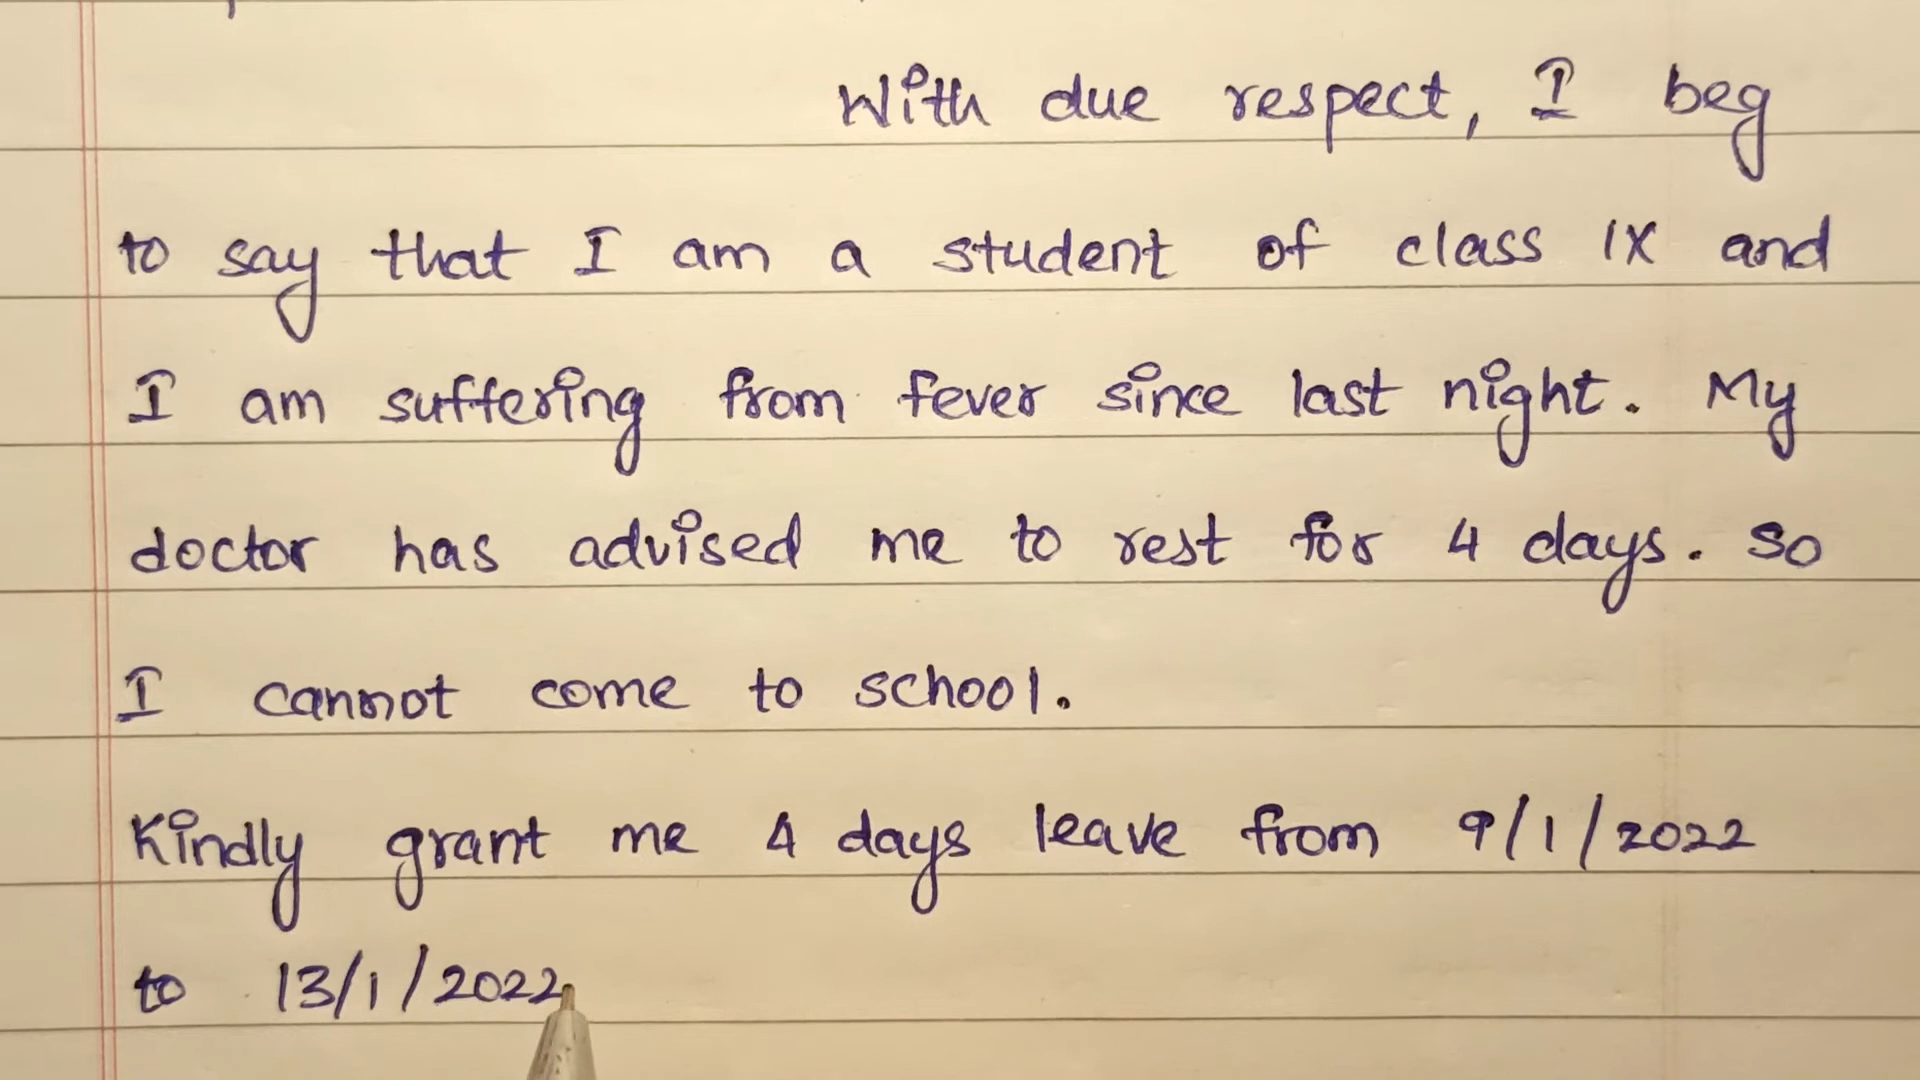 With due respect, I beg
to say that I am a student of class IX and
I am suffering from fever since last night. My
doctor has advised me to rest for 4 days. So
I cannot come to school.
Kindly grant me 4 days leave from 9/1/2022
to 13/1/2022